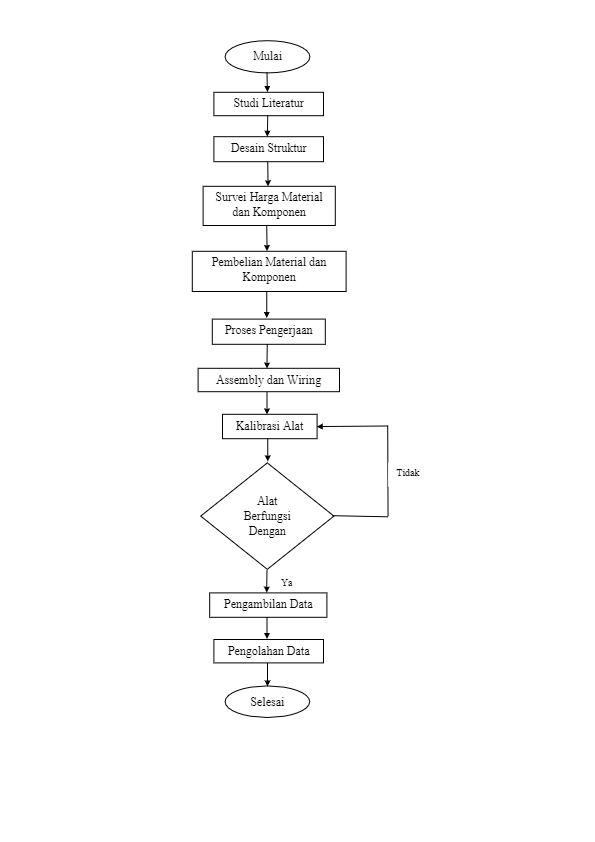 Mulai
Studi Literatur
Desain Struktur
Survei Harga Material
dan Komponen
Pembelian Material dan
Komponen
Proses Pengerjaan
Assembly dan Wiring
Kalibrasi Alat
Tidak
Alat
Berfungsi
Dengan
Ya
Pengambilan Data
Pengolahan Data
Selesai